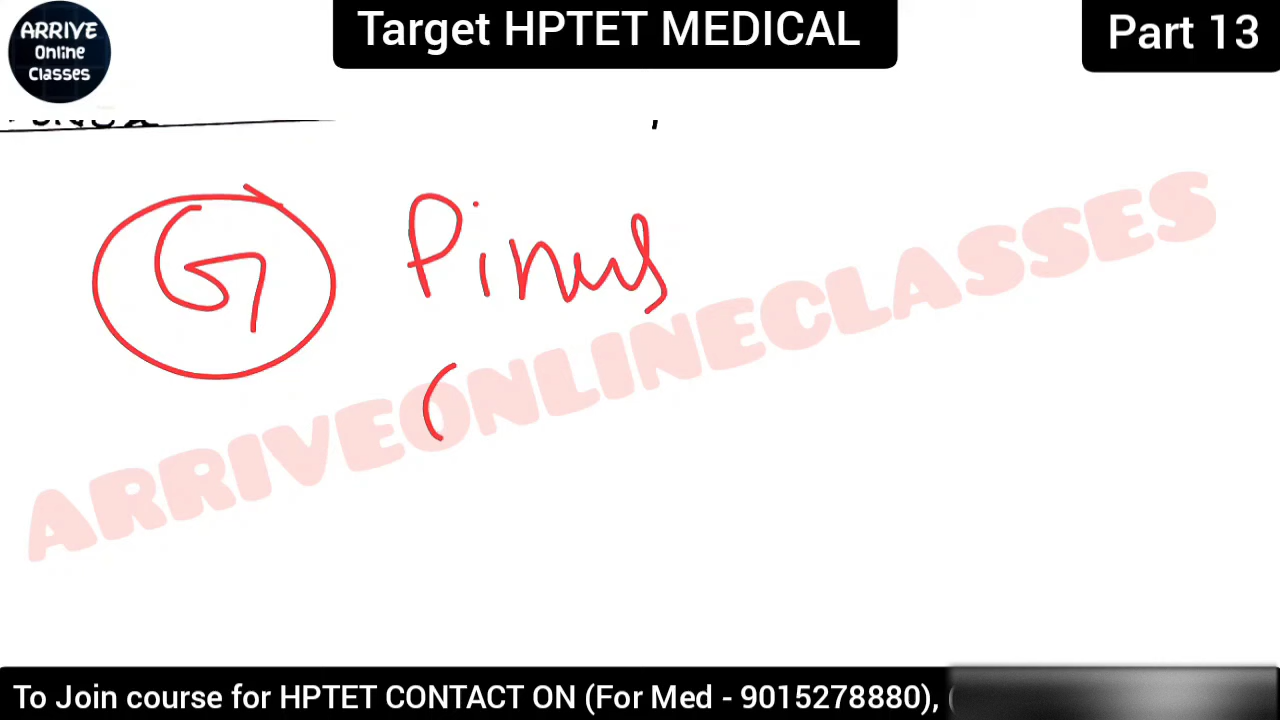 ARRIVE
Online
Classes
Target HPTET MEDICAL
Part 13
G Pinus
(
ARRIVEONLINECLASSES
To Join course for HPTET CONTACT ON (For Med - 9015278880), (